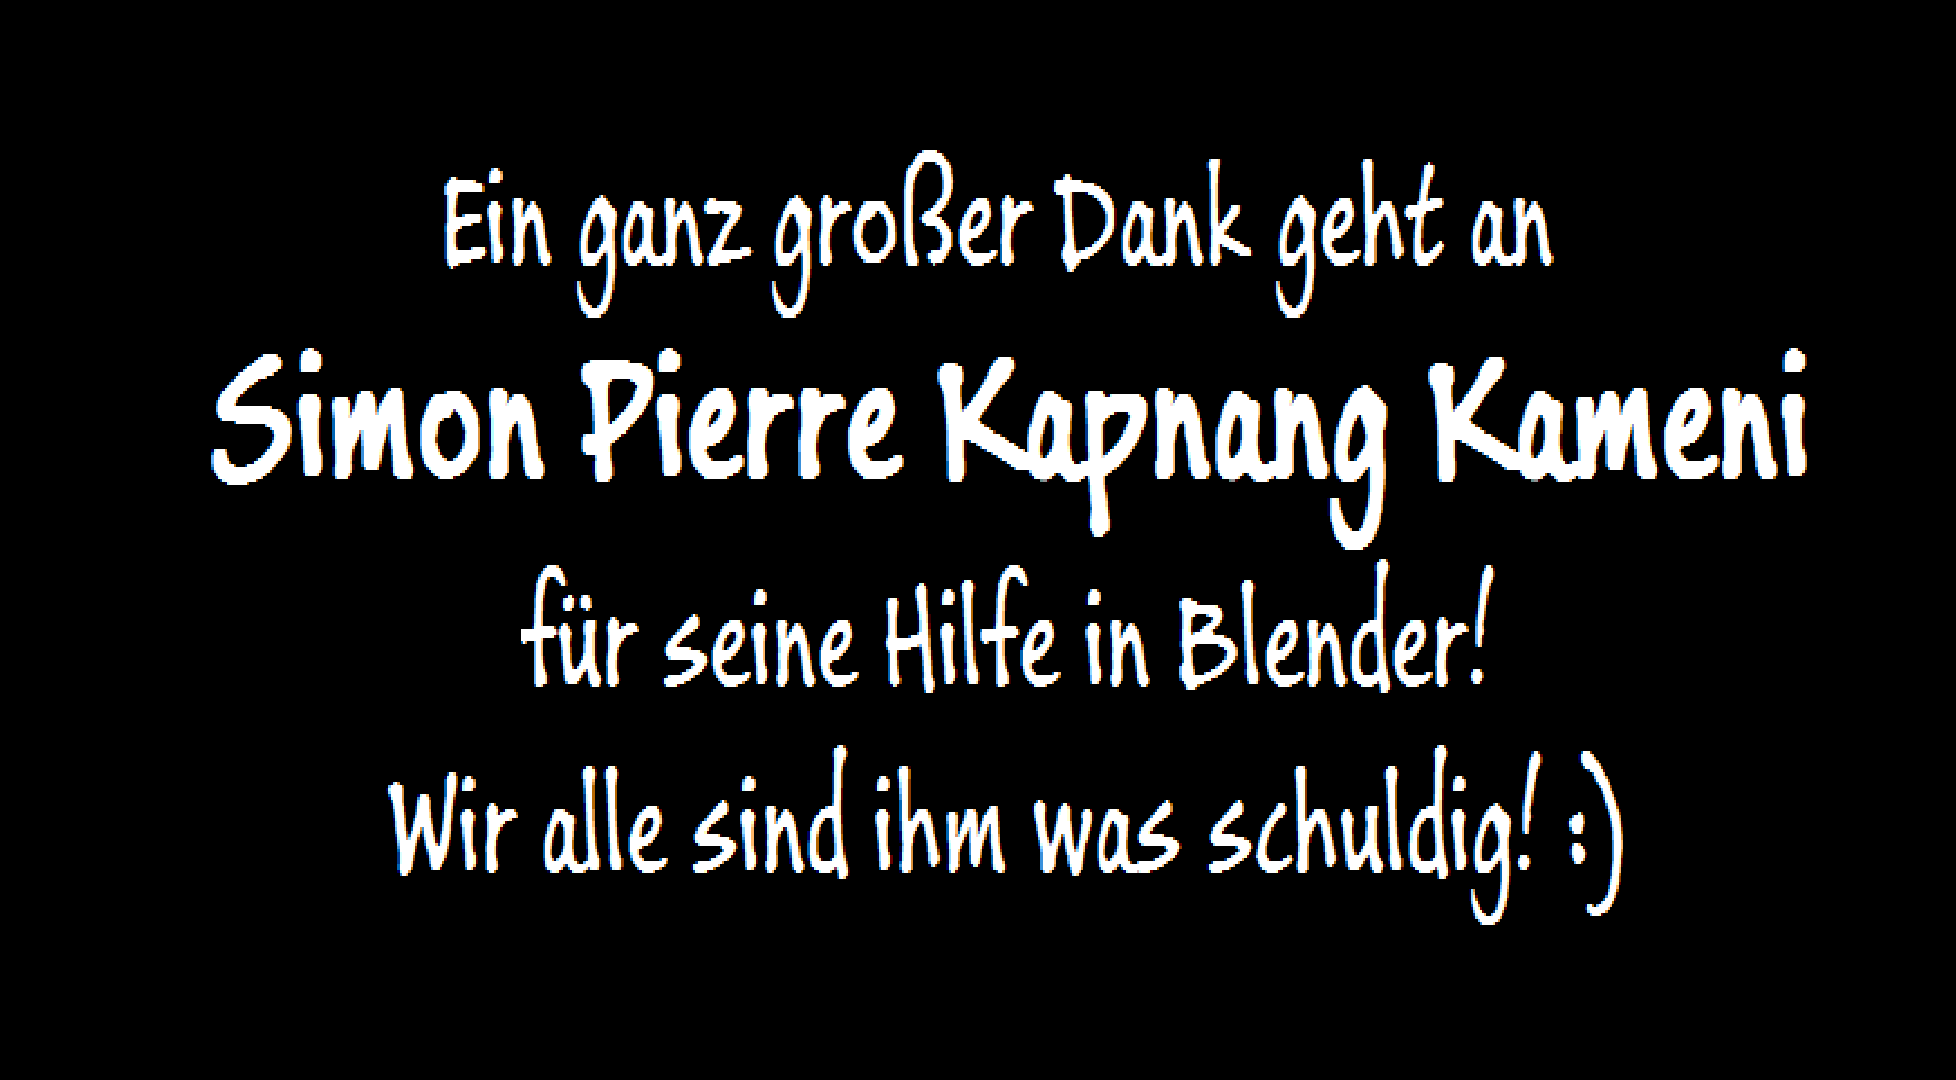 Ein ganz großer Dank geht an
Simon Pierre Kapnang Kameni
für seine Hilfe in Blender!
Wir alle sind ihm was schuldig! :)